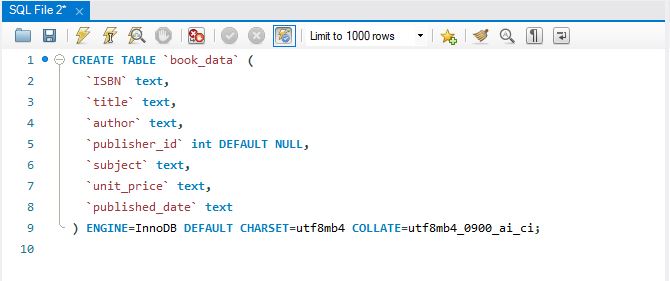 SQL File 2*
Limit to 1000 rows
1 CREATE TABLE `book_data` (
2 `ISBN` text,
3 `title` text,
4 `author` text,
5 `publisher_id` int DEFAULT NULL,
6 `subject` text,
7 `unit_price` text,
8 `published_date` text
9 ) ENGINE=InnoDB DEFAULT CHARSET=utf8mb4 COLLATE=utf8mb4_0900_ai_ci;
10